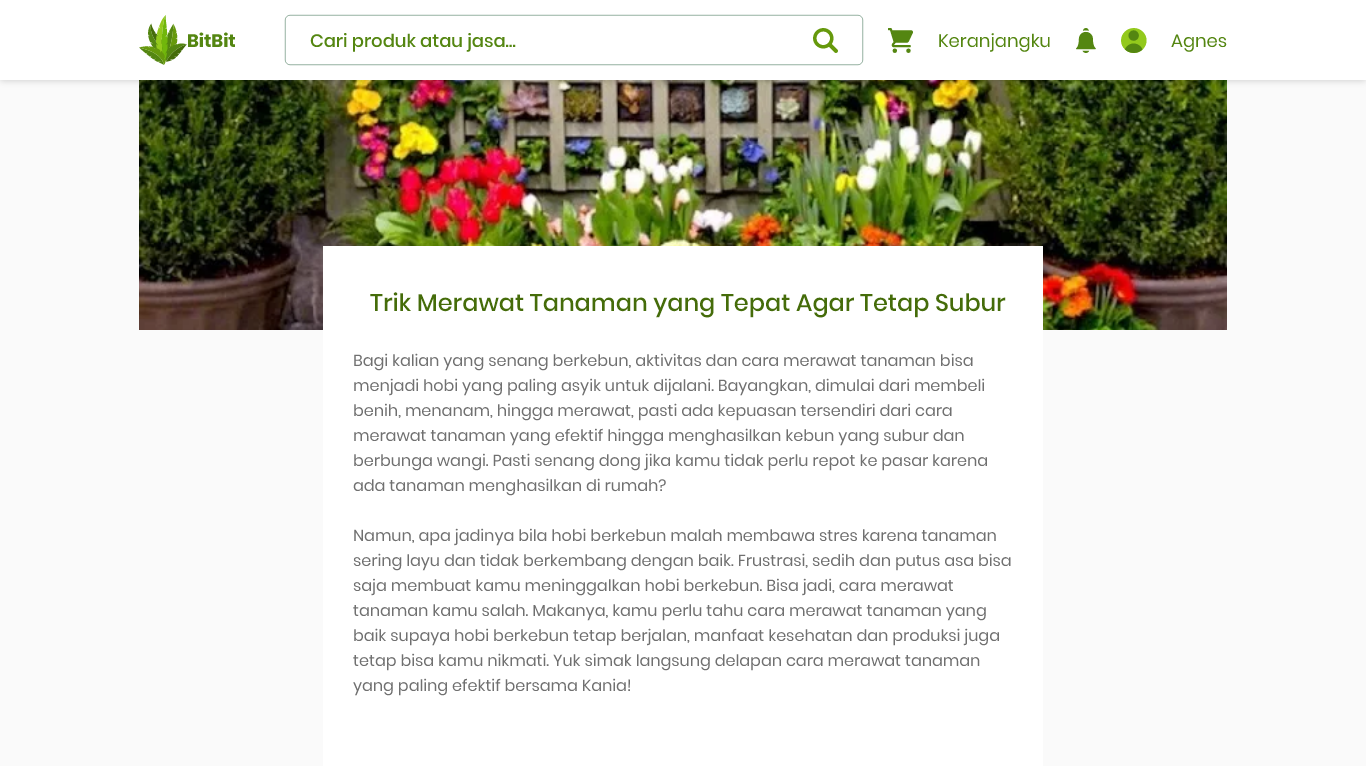 BitBit
Cari produk atau jasa...
Keranjangku
Agnes
Trik Merawat Tanaman yang Tepat Agar Tetap Subur
Bagi kalian yang senang berkebun, aktivitas dan cara merawat tanaman bisa
menjadi hobi yang paling asyik untuk dijalani. Bayangkan, dimulai dari membeli
benih, menanam, hingga merawat, pasti ada kepuasan tersendiri dari cara
merawat tanaman yang efektif hingga menghasilkan kebun yang subur dan
berbunga wangi. Pasti senang dong jika kamu tidak perlu repot ke pasar karena
ada tanaman menghasilkan di rumah?
Namun, apa jadinya bila hobi berkebun malah membawa stres karena tanaman
sering layu dan tidak berkembang dengan baik. Frustrasi, sedih dan putus asa bisa
saja membuat kamu meninggalkan hobi berkebun. Bisa jadi, cara merawat
tanaman kamu salah. Makanya, kamu perlu tahu cara merawat tanaman yang
baik supaya hobi berkebun tetap berjalan, manfaat kesehatan dan produksi juga
tetap bisa kamu nikmati. Yuk simak langsung delapan cara merawat tanaman
yang paling efektif bersama Kania!